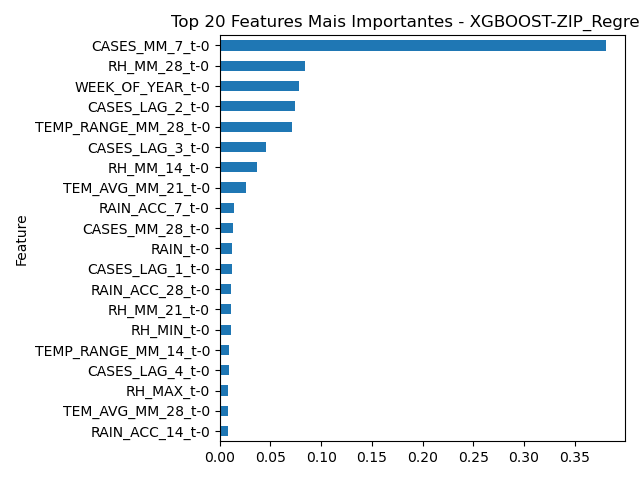 Top 20 Features Mais Importantes - XGBOOST-ZIP_Regre
CASES_MM_7_t-0
RH_MM_28_t-0
WEEK_OF_YEAR_t-0
CASES_LAG_2_t-0
TEMP_RANGE_MM_28_t-0
CASES_LAG_3_t-0
RH_MM_14_t-0
TEM_AVG_MM_21_t-0
RAIN_ACC_7_t-0
CASES_MM_28_t-0
RAIN_t-0
CASES_LAG_1_t-0
RAIN_ACC_28_t-0
RH_MM_21_t-0
RH_MIN_t-0
TEMP_RANGE_MM_14_t-0
CASES_LAG_4_t-0
RH_MAX_t-0
TEM_AVG_MM_28_t-0
RAIN_ACC_14_t-0
Feature
0.00 0.05 0.10 0.15 0.20 0.25 0.30 0.35